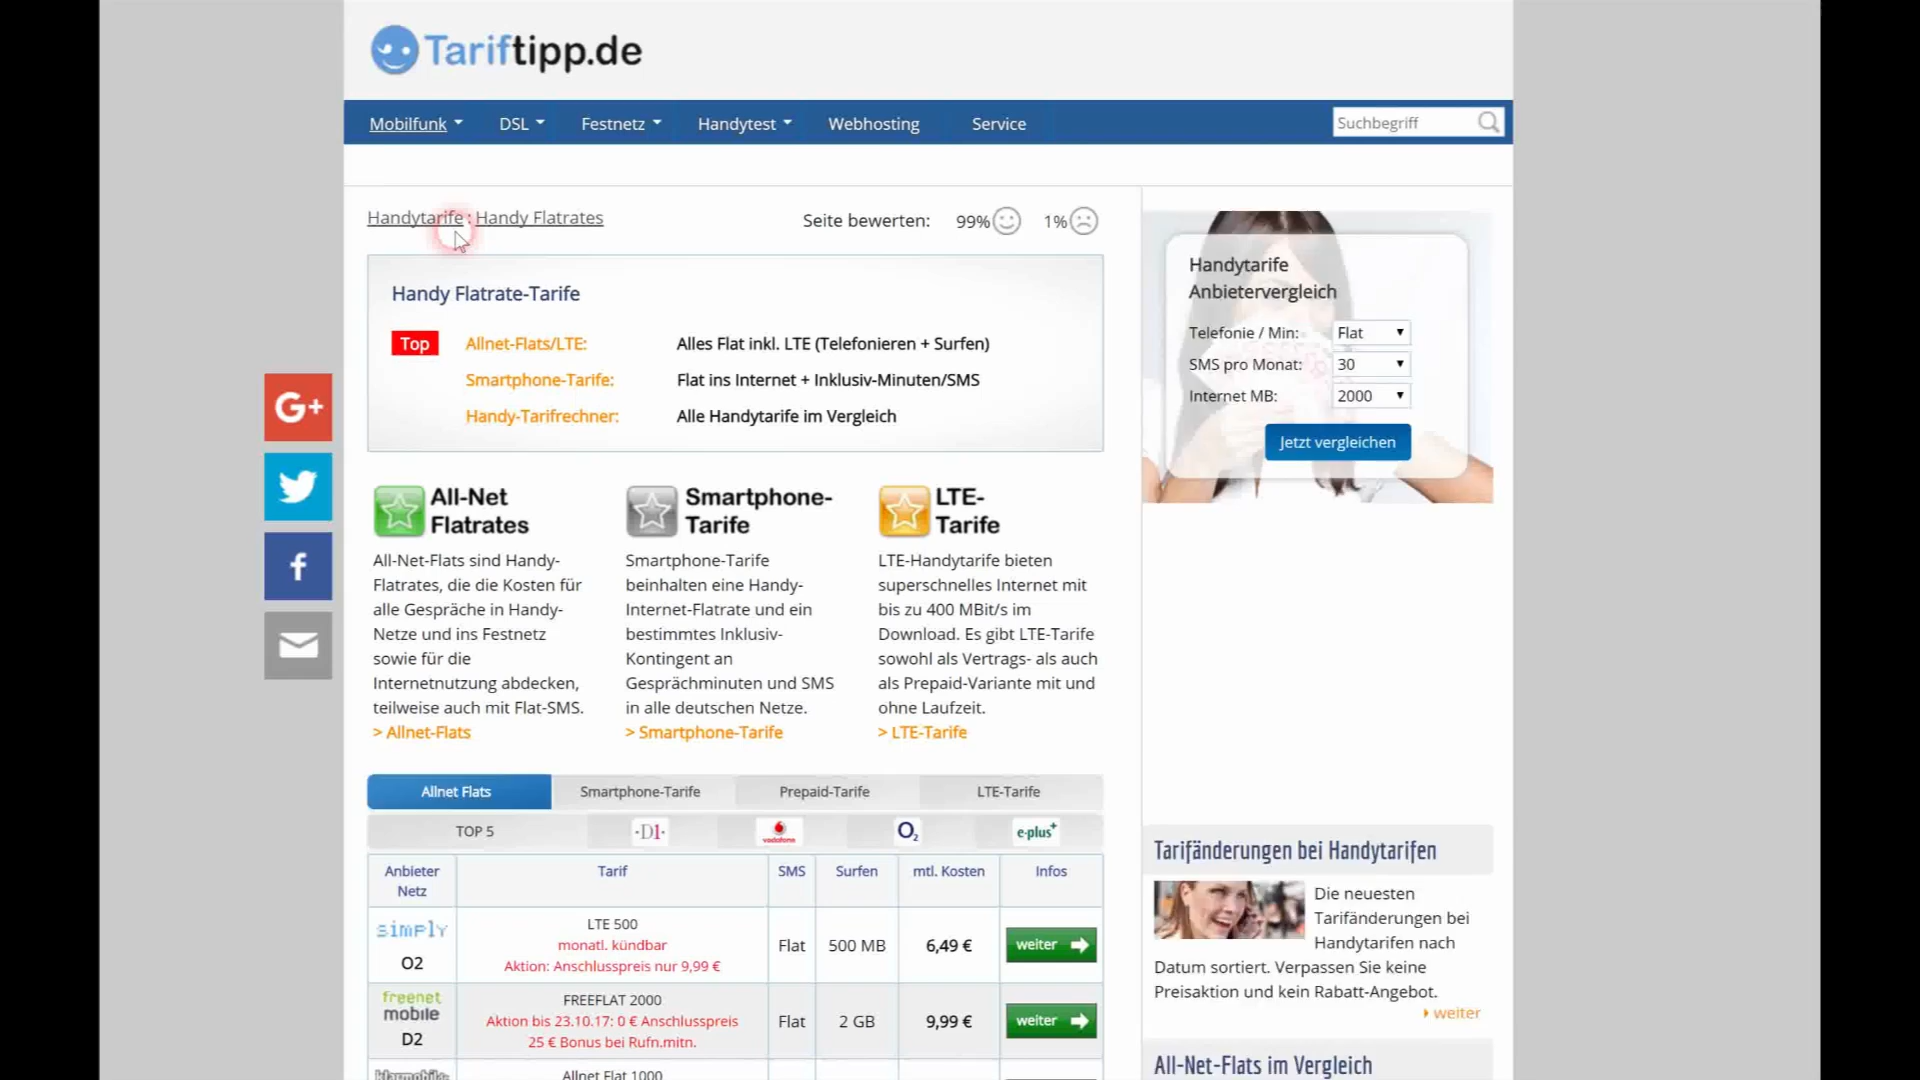 Tariftipp.de
Mobilfunk DSL Festnetz Handytest Webhosting Service Suchbegriff
Handytarife : Handy Flatrates
Seite bewerten: 99% 1%
Handy Flatrate-Tarife
Top Allnet-Flats/LTE: Alles Flat inkl. LTE (Telefonieren + Surfen)
Smartphone-Tarife: Flat ins Internet + Inklusiv-Minuten/SMS
Handy-Tarifrechner: Alle Handytarife im Vergleich
Handytarife
Anbietervergleich
Telefonie / Min: Flat
SMS pro Monat: 30
Internet MB: 2000
Jetzt vergleichen
G+
f
All-Net
Flatrates
All-Net-Flats sind Handy-
Flatrates, die die Kosten für
alle Gespräche in Handy-
Netze und ins Festnetz
sowie für die
Internetnutzung abdecken,
teilweise auch mit Flat-SMS.
> Allnet-Flats
Smartphone-
Tarife
Smartphone-Tarife
beinhalten eine Handy-
Internet-Flatrate und ein
bestimmtes Inklusiv-
Kontingent an
Gesprächminuten und SMS
in alle deutschen Netze.
> Smartphone-Tarife
LTE-
Tarife
LTE-Handytarife bieten
superschnelles Internet mit
bis zu 400 MBit/s im
Download. Es gibt LTE-Tarife
sowohl als Vertrags- als auch
als Prepaid-Variante mit und
ohne Laufzeit.
> LTE-Tarife
Allnet Flats Smartphone-Tarife Prepaid-Tarife LTE-Tarife
TOP 5 ·D1· vodafone O2 e-plus+
Anbieter
Netz
Tarif SMS Surfen mtl. Kosten Infos
simply
O2
LTE 500
monatl. kündbar
Aktion: Anschlusspreis nur 9,99 €
Flat 500 MB 6,49 € weiter
freenet
mobile
D2
FREEFLAT 2000
Aktion bis 23.10.17: 0 € Anschlusspreis
25 € Bonus bei Rufn.mitn.
Flat 2 GB 9,99 € weiter
klarmobil
Allnet Flat 1000
Tarifänderungen bei Handytarifen
Die neuesten
Tarifänderungen bei
Handytarifen nach
Datum sortiert. Verpassen Sie keine
Preisaktion und kein Rabatt-Angebot.
weiter
All-Net-Flats im Vergleich